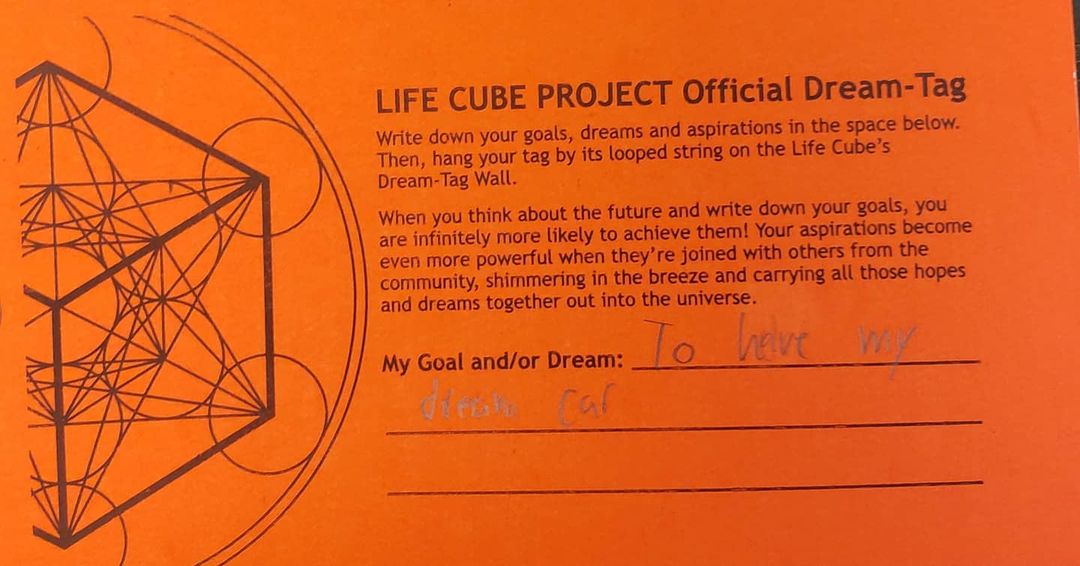 LIFE CUBE PROJECT Official Dream-Tag
Write down your goals, dreams and aspirations in the space below.
Then, hang your tag by its looped string on the Life Cube's
Dream-Tag Wall.
When you think about the future and write down your goals, you
are infinitely more likely to achieve them! Your aspirations become
even more powerful when they're joined with others from the
community, shimmering in the breeze and carrying all those hopes
and dreams together out into the universe.
My Goal and/or Dream: To have my
dream car